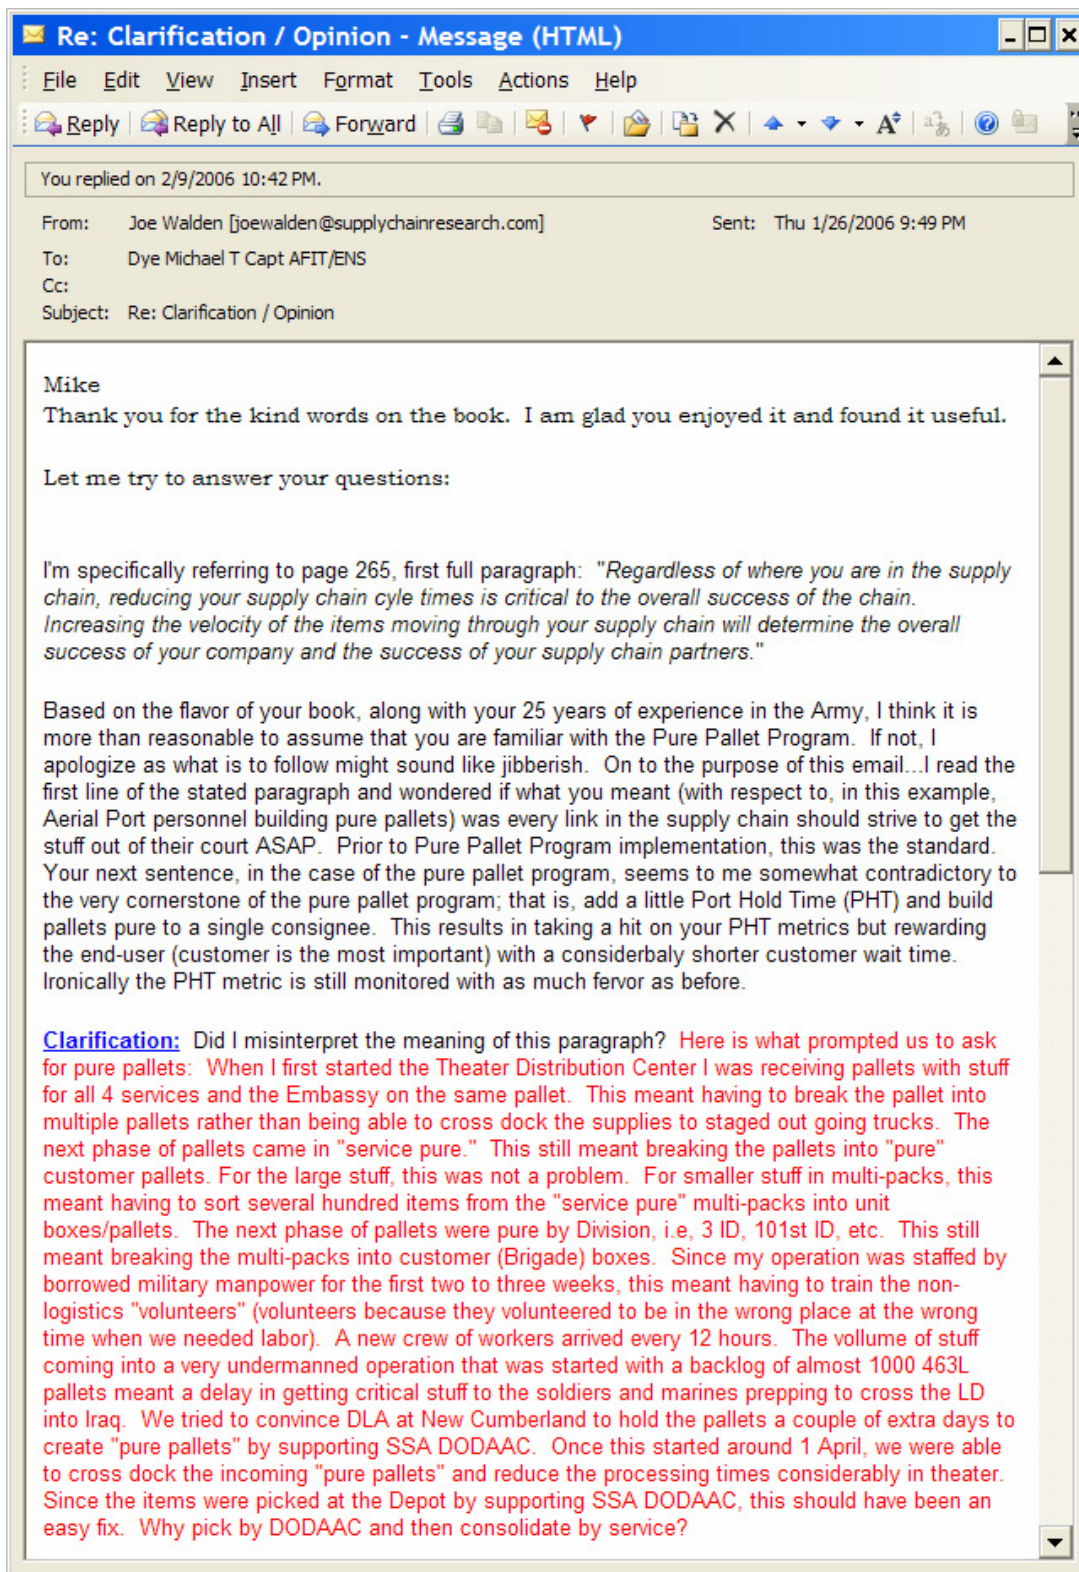 Re: Clarification / Opinion - Message (HTML)
File Edit View Insert Format Tools Actions Help
Reply Reply to All Forward
You replied on 2/9/2006 10:42 PM.
From: Joe Walden [joewalden@supplychainresearch.com] Sent: Thu 1/26/2006 9:49 PM
To: Dye Michael T Capt AFIT/ENS
Cc:
Subject: Re: Clarification / Opinion
Mike
Thank you for the kind words on the book. I am glad you enjoyed it and found it useful.
Let me try to answer your questions:
I'm specifically referring to page 265, first full paragraph: "Regardless of where you are in the supply
chain, reducing your supply chain cyle times is critical to the overall success of the chain.
Increasing the velocity of the items moving through your supply chain will determine the overall
success of your company and the success of your supply chain partners."
Based on the flavor of your book, along with your 25 years of experience in the Army, I think it is
more than reasonable to assume that you are familiar with the Pure Pallet Program. If not, I
apologize as what is to follow might sound like jibberish. On to the purpose of this email...I read the
first line of the stated paragraph and wondered if what you meant (with respect to, in this example,
Aerial Port personnel building pure pallets) was every link in the supply chain should strive to get the
stuff out of their court ASAP. Prior to Pure Pallet Program implementation, this was the standard.
Your next sentence, in the case of the pure pallet program, seems to me somewhat contradictory to
the very cornerstone of the pure pallet program; that is, add a little Port Hold Time (PHT) and build
pallets pure to a single consignee. This results in taking a hit on your PHT metrics but rewarding
the end-user (customer is the most important) with a considerbaly shorter customer wait time.
Ironically the PHT metric is still monitored with as much fervor as before.
Clarification: Did I misinterpret the meaning of this paragraph? Here is what prompted us to ask
for pure pallets: When I first started the Theater Distribution Center I was receiving pallets with stuff
for all 4 services and the Embassy on the same pallet. This meant having to break the pallet into
multiple pallets rather than being able to cross dock the supplies to staged out going trucks. The
next phase of pallets came in "service pure." This still meant breaking the pallets into "pure"
customer pallets. For the large stuff, this was not a problem. For smaller stuff in multi-packs, this
meant having to sort several hundred items from the "service pure" multi-packs into unit
boxes/pallets. The next phase of pallets were pure by Division, i.e, 3 ID, 101st ID, etc. This still
meant breaking the multi-packs into customer (Brigade) boxes. Since my operation was staffed by
borrowed military manpower for the first two to three weeks, this meant having to train the non-
logistics "volunteers" (volunteers because they volunteered to be in the wrong place at the wrong
time when we needed labor). A new crew of workers arrived every 12 hours. The vollume of stuff
coming into a very undermanned operation that was started with a backlog of almost 1000 463L
pallets meant a delay in getting critical stuff to the soldiers and marines prepping to cross the LD
into Iraq. We tried to convince DLA at New Cumberland to hold the pallets a couple of extra days to
create "pure pallets" by supporting SSA DODAAC. Once this started around 1 April, we were able
to cross dock the incoming "pure pallets" and reduce the processing times considerably in theater.
Since the items were picked at the Depot by supporting SSA DODAAC, this should have been an
easy fix. Why pick by DODAAC and then consolidate by service?